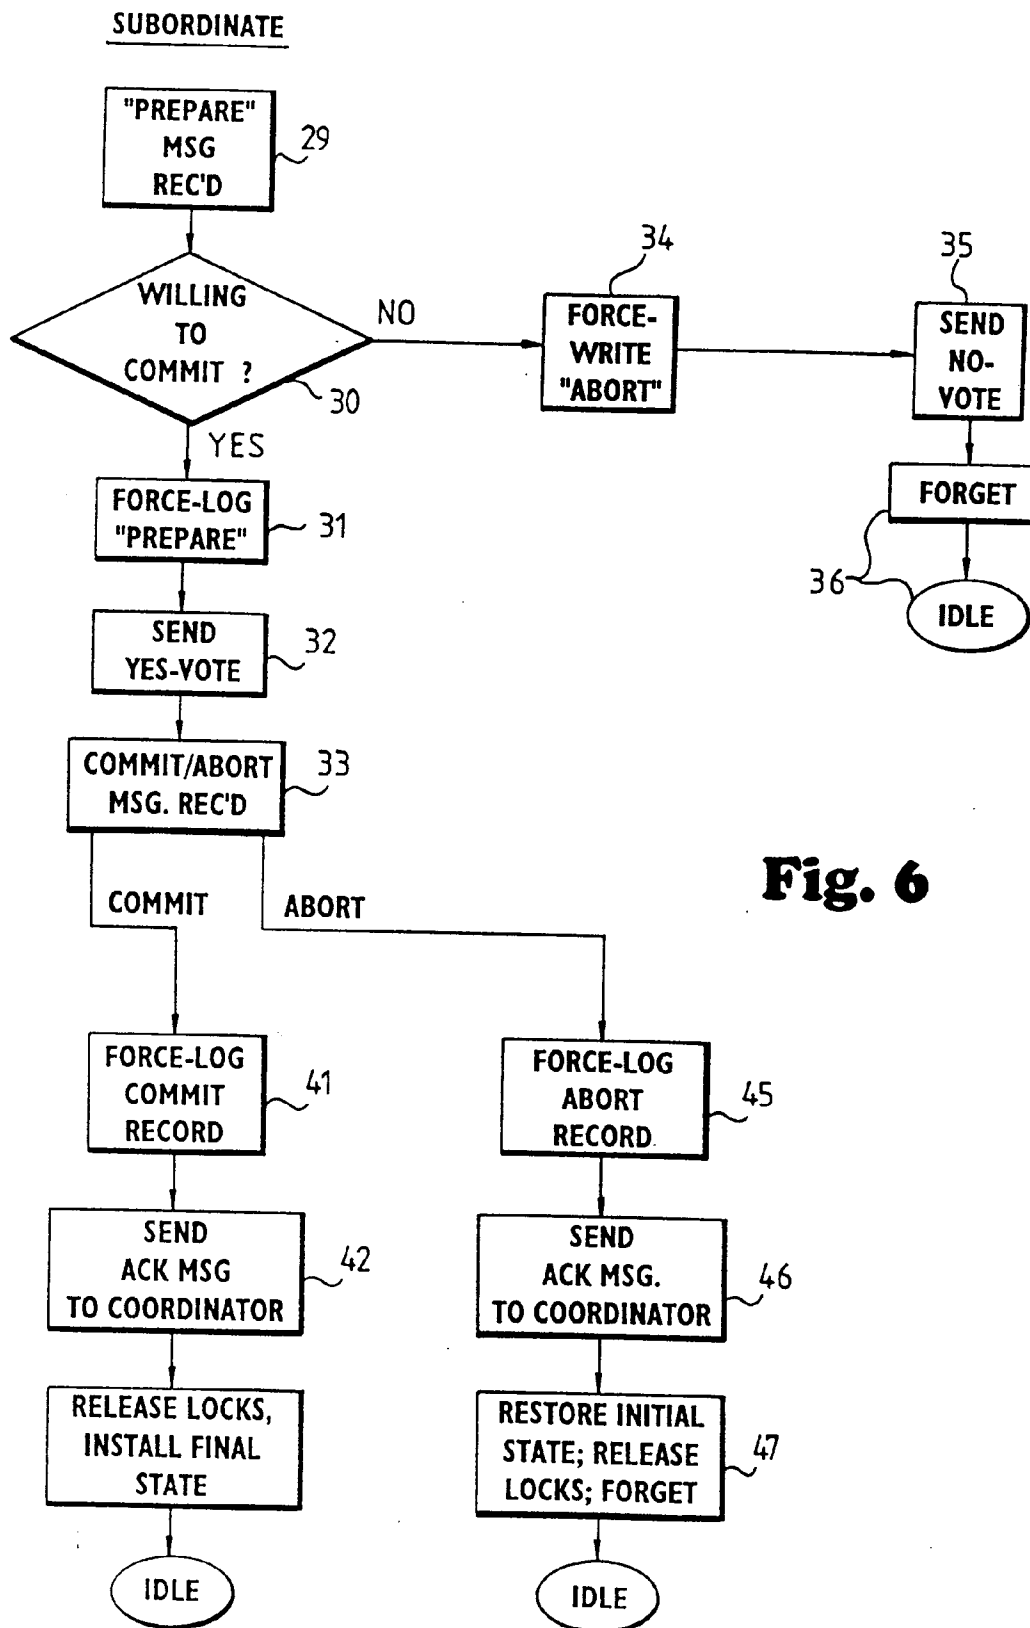 SUBORDINATE
"PREPARE"
MSG
REC'D
29
WILLING
TO
COMMIT ?
30
NO
34
FORCE-
WRITE
"ABORT"
35
SEND
NO-
VOTE
YES
FORCE-LOG
"PREPARE"
31
FORGET
36
IDLE
SEND
YES-VOTE
32
COMMIT/ABORT
MSG. REC'D
33
COMMIT
ABORT
Fig. 6
FORCE-LOG
COMMIT
RECORD
41
FORCE-LOG
ABORT
RECORD
45
SEND
ACK MSG
TO COORDINATOR
42
SEND
ACK MSG.
TO COORDINATOR
46
RELEASE LOCKS,
INSTALL FINAL
STATE
RESTORE INITIAL
STATE; RELEASE
LOCKS; FORGET
47
IDLE
IDLE